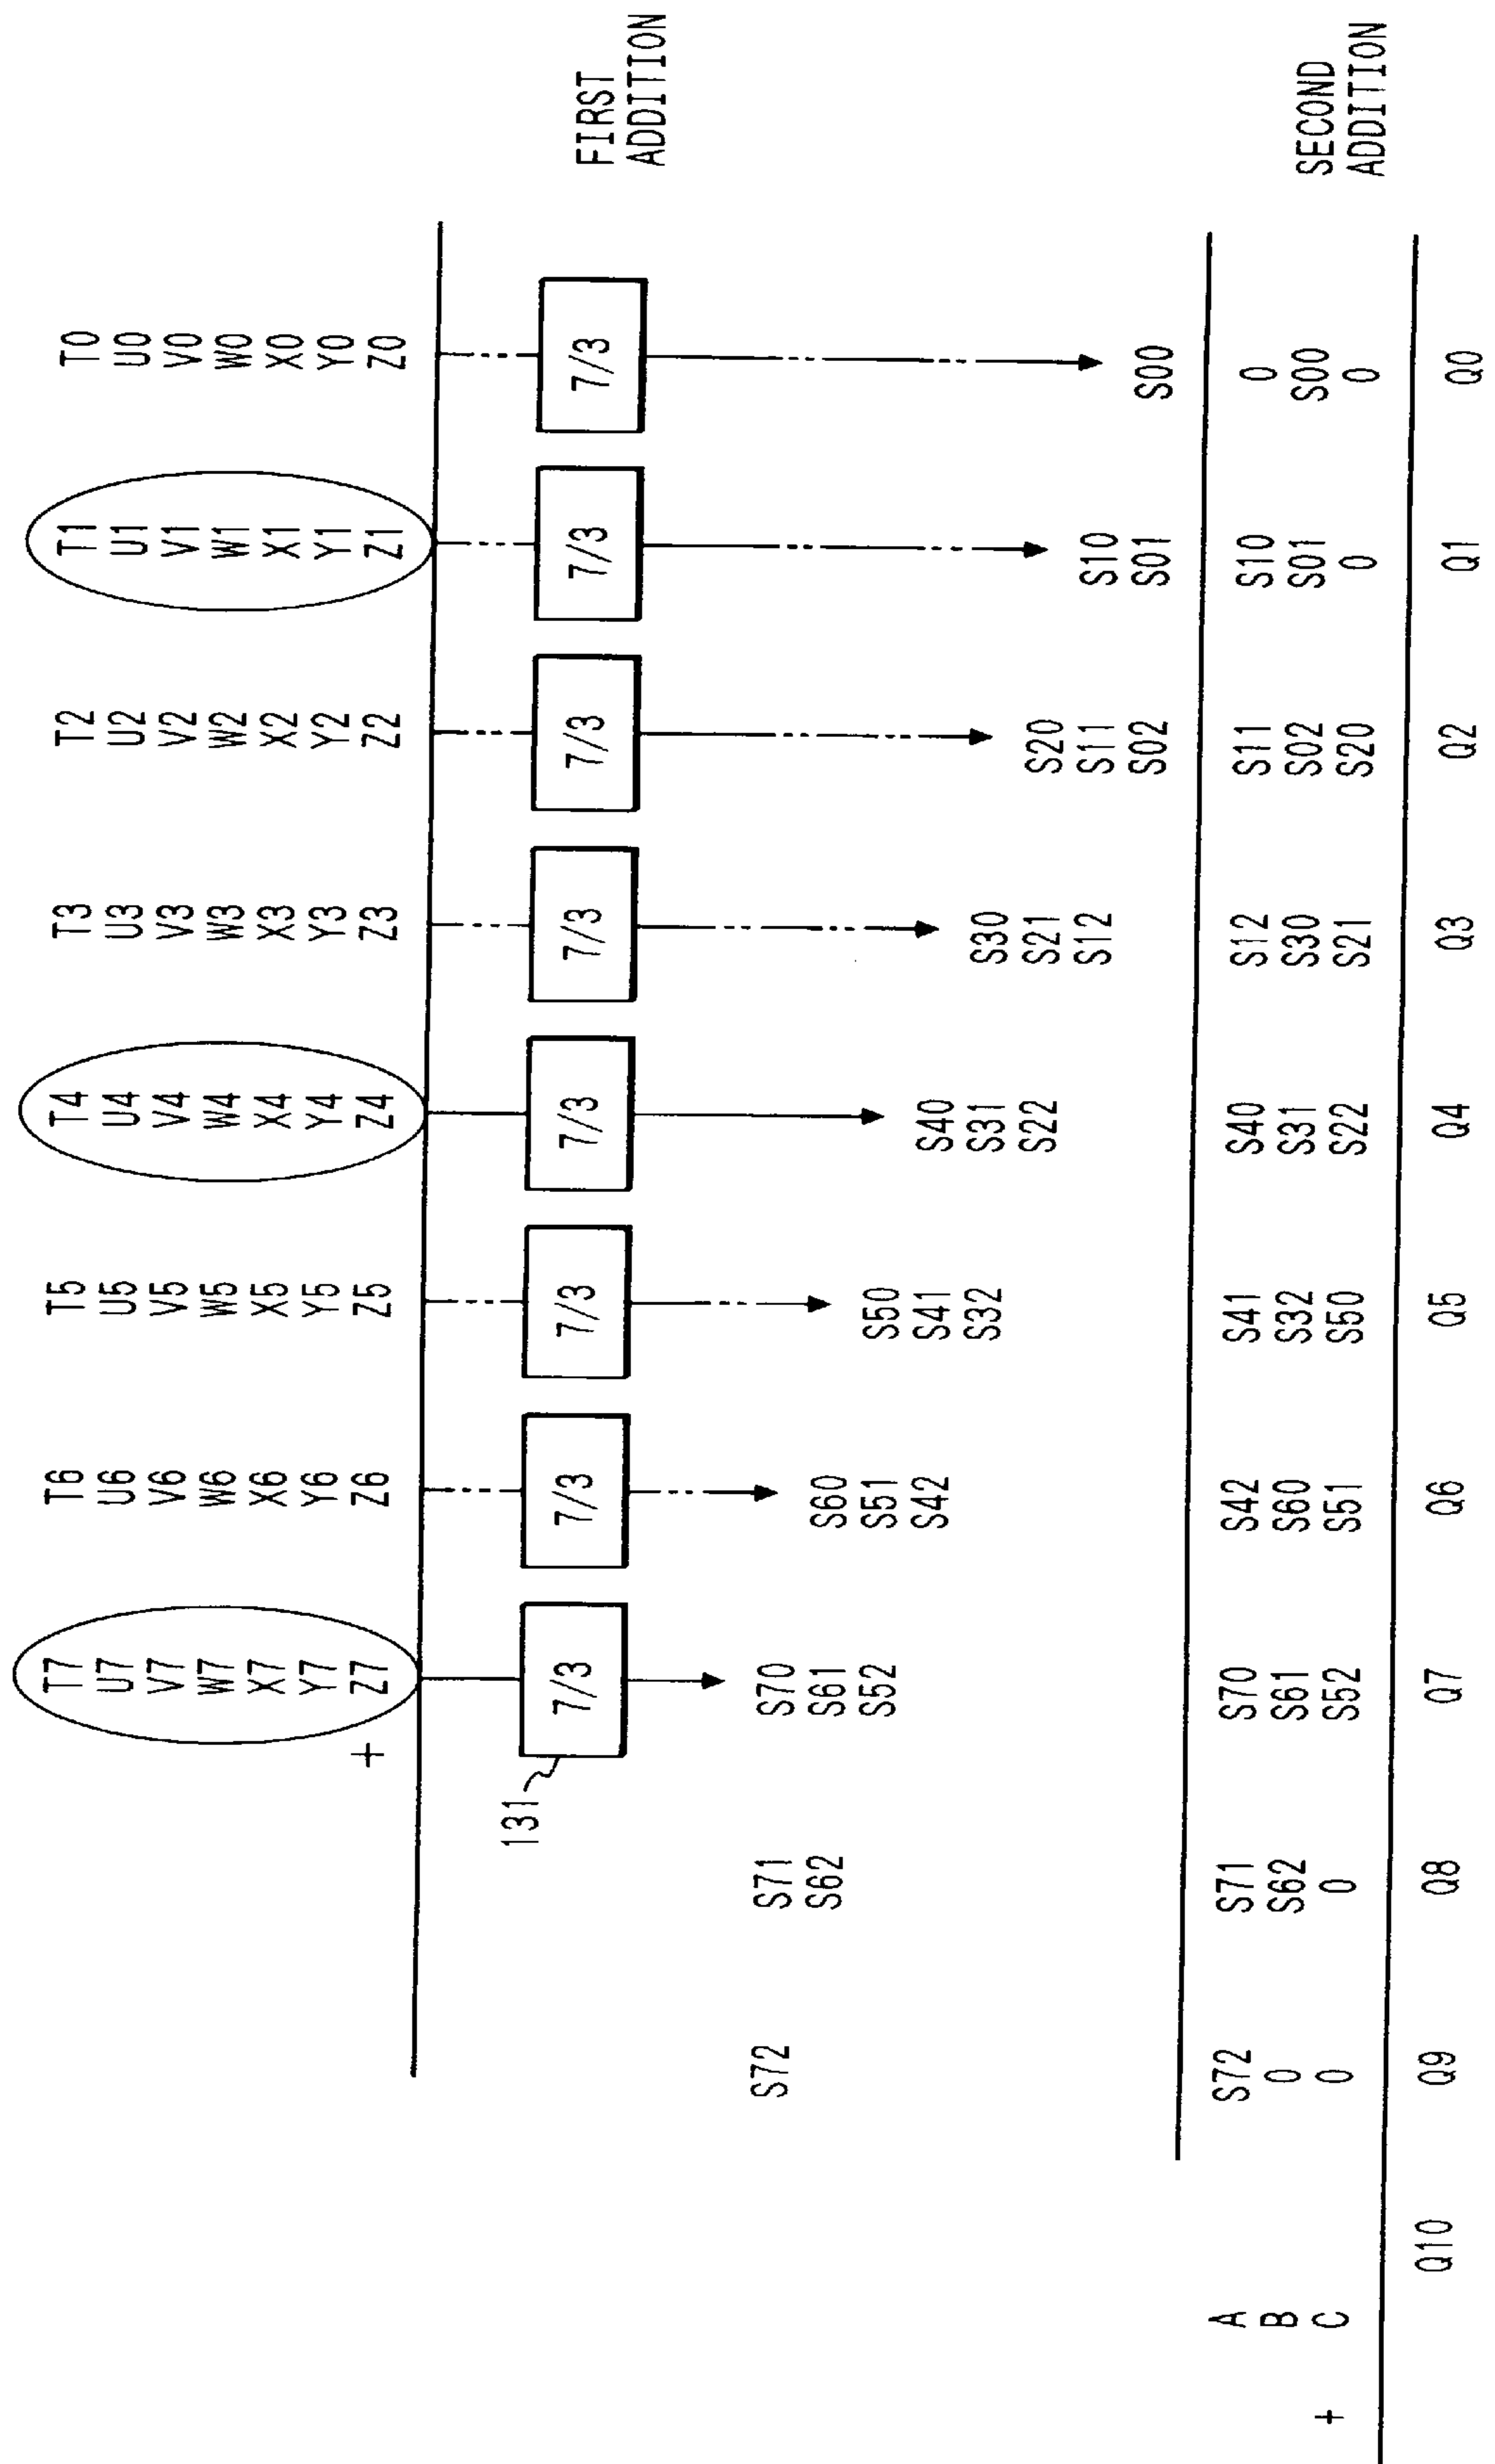 T7 T6 T5 T4 T3 T2 T1 T0
U7 U6 U5 U4 U3 U2 U1 U0
V7 V6 V5 V4 V3 V2 V1 V0
W7 W6 W5 W4 W3 W2 W1 W0
X7 X6 X5 X4 X3 X2 X1 X0
Y7 Y6 Y5 Y4 Y3 Y2 Y1 Y0
+ Z7 Z6 Z5 Z4 Z3 Z2 Z1 Z0
131 7/3 7/3 7/3 7/3 7/3 7/3 7/3 7/3
FIRST
ADDITION
S72 S71 S70
S62 S61 S60
S52 S51 S50
S42 S41 S40
S32 S31 S30
S22 S21 S20
S12 S11 S10
S02 S01 S00
A S72 S71 S70 S42 S41 S40 S12 S11 S10 0
B 0 S62 S61 S60 S32 S31 S30 S02 S01 S00
+ C 0 0 S52 S51 S50 S22 S21 S20 0 0
SECOND
ADDITION
Q10 Q9 Q8 Q7 Q6 Q5 Q4 Q3 Q2 Q1 Q0